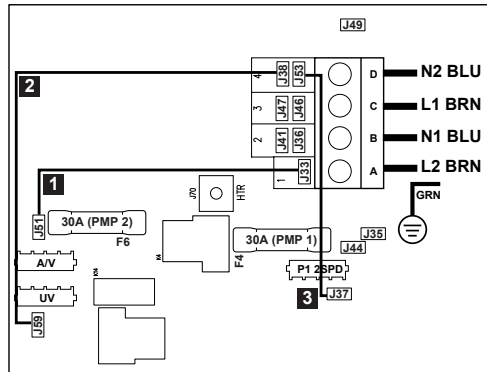 J49
4
J38
J53
D
N2 BLU
2
3
J47
J46
C
L1 BRN
2
J41
J36
B
N1 BLU
1
J33
A
L2 BRN
1
GRN
J70
HTR
J51
30A (PMP 2)
F6
K4
30A (PMP 1)
F4
J35
J44
A/V
P1 2SPD
UV
3
J37
J59